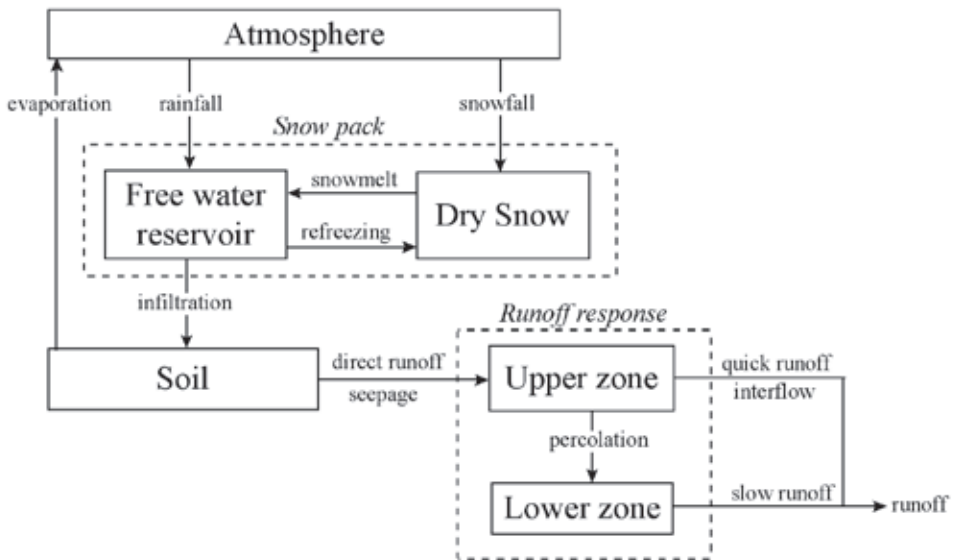 Atmosphere
evaporation
rainfall
snowfall
Snow pack
Free water
reservoir
snowmelt
refreezing
Dry Snow
infiltration
Runoff response
Soil
direct runoff
seepage
Upper zone
quick runoff
interflow
percolation
Lower zone
slow runoff
runoff